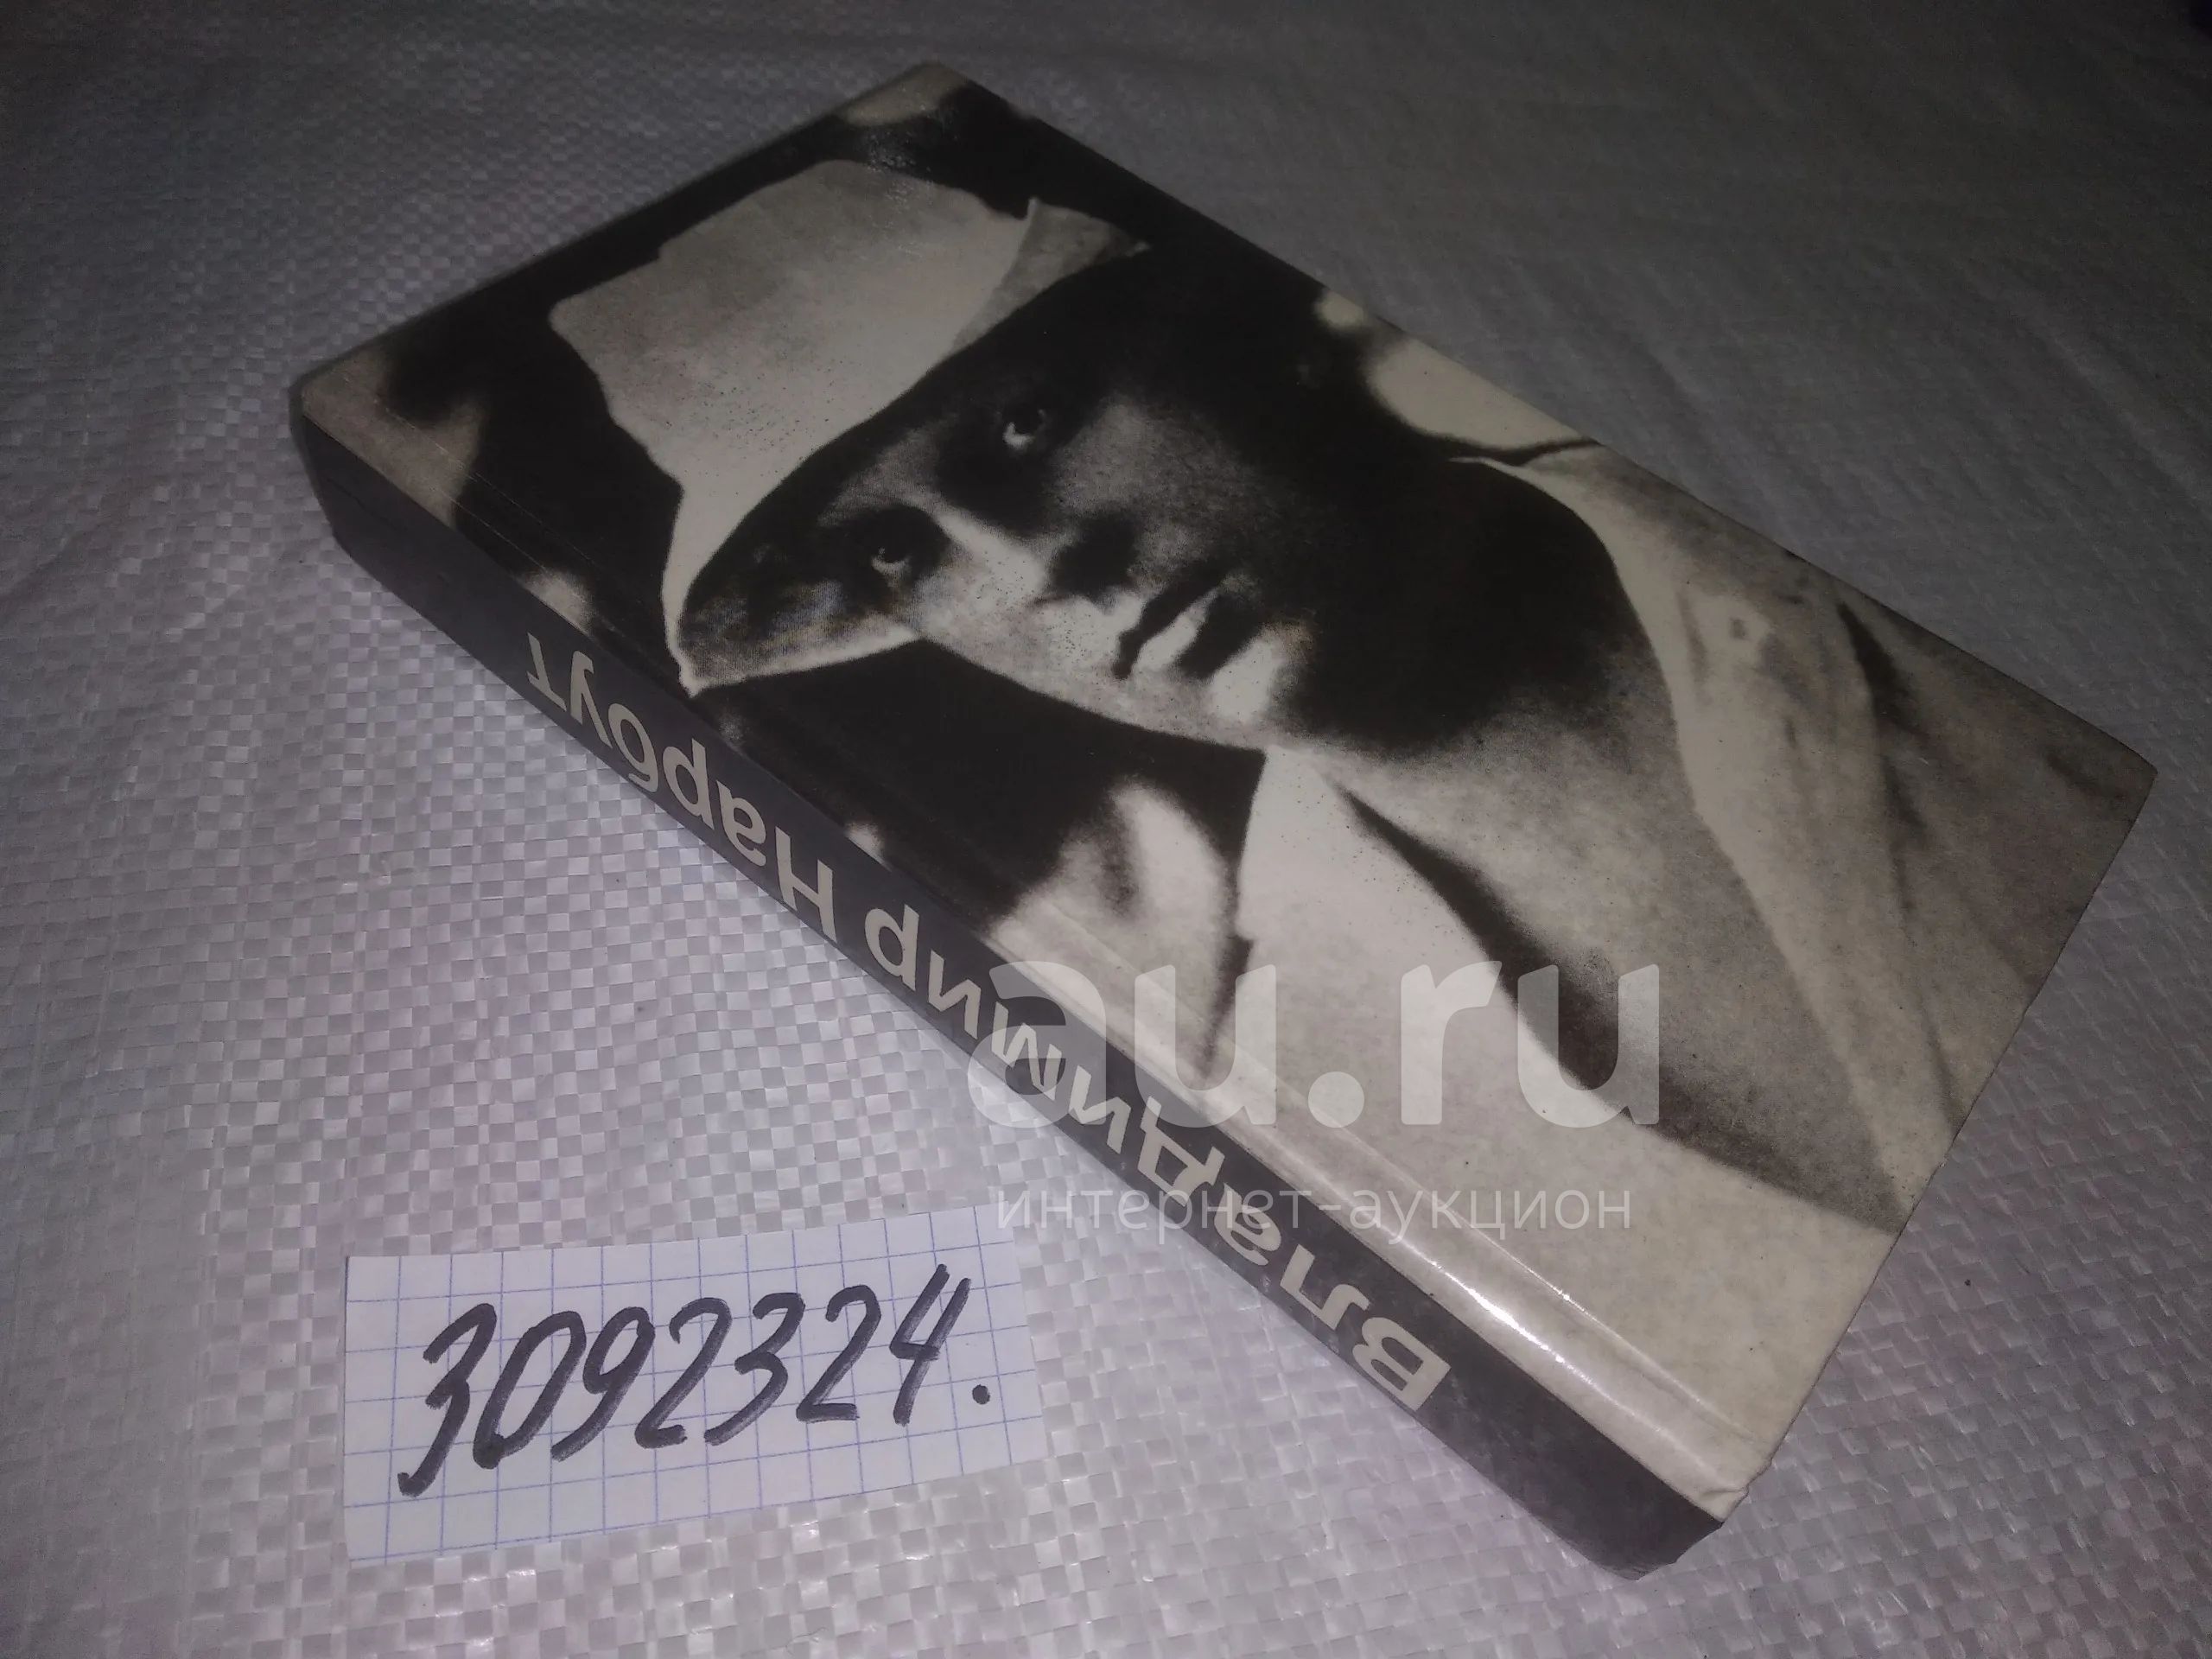 Владимир Нарбут
au.ru
интернет-аукцион
3092324.